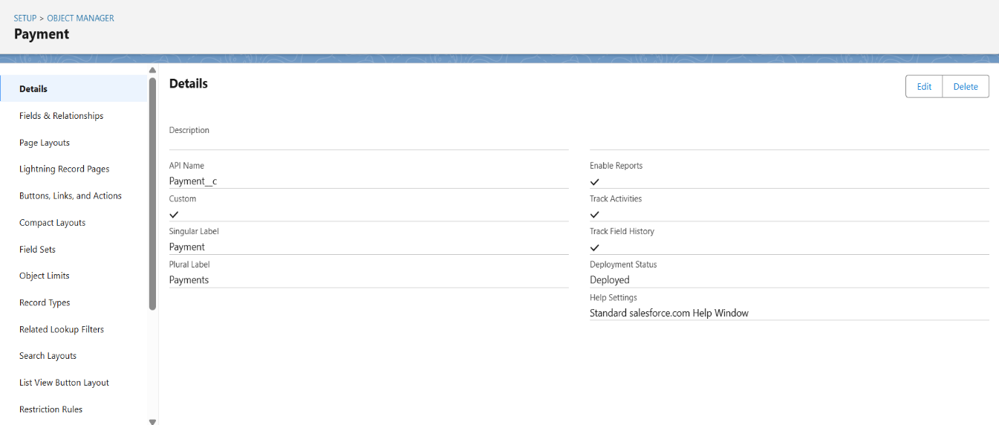 SETUP > OBJECT MANAGER
Payment
Details
Fields & Relationships
Page Layouts
Lightning Record Pages
Buttons, Links, and Actions
Compact Layouts
Field Sets
Object Limits
Record Types
Related Lookup Filters
Search Layouts
List View Button Layout
Restriction Rules
Details
Edit
Delete
Description
API Name
Payment__c
Custom
Singular Label
Payment
Plural Label
Payments
Enable Reports
Track Activities
Track Field History
Deployment Status
Deployed
Help Settings
Standard salesforce.com Help Window